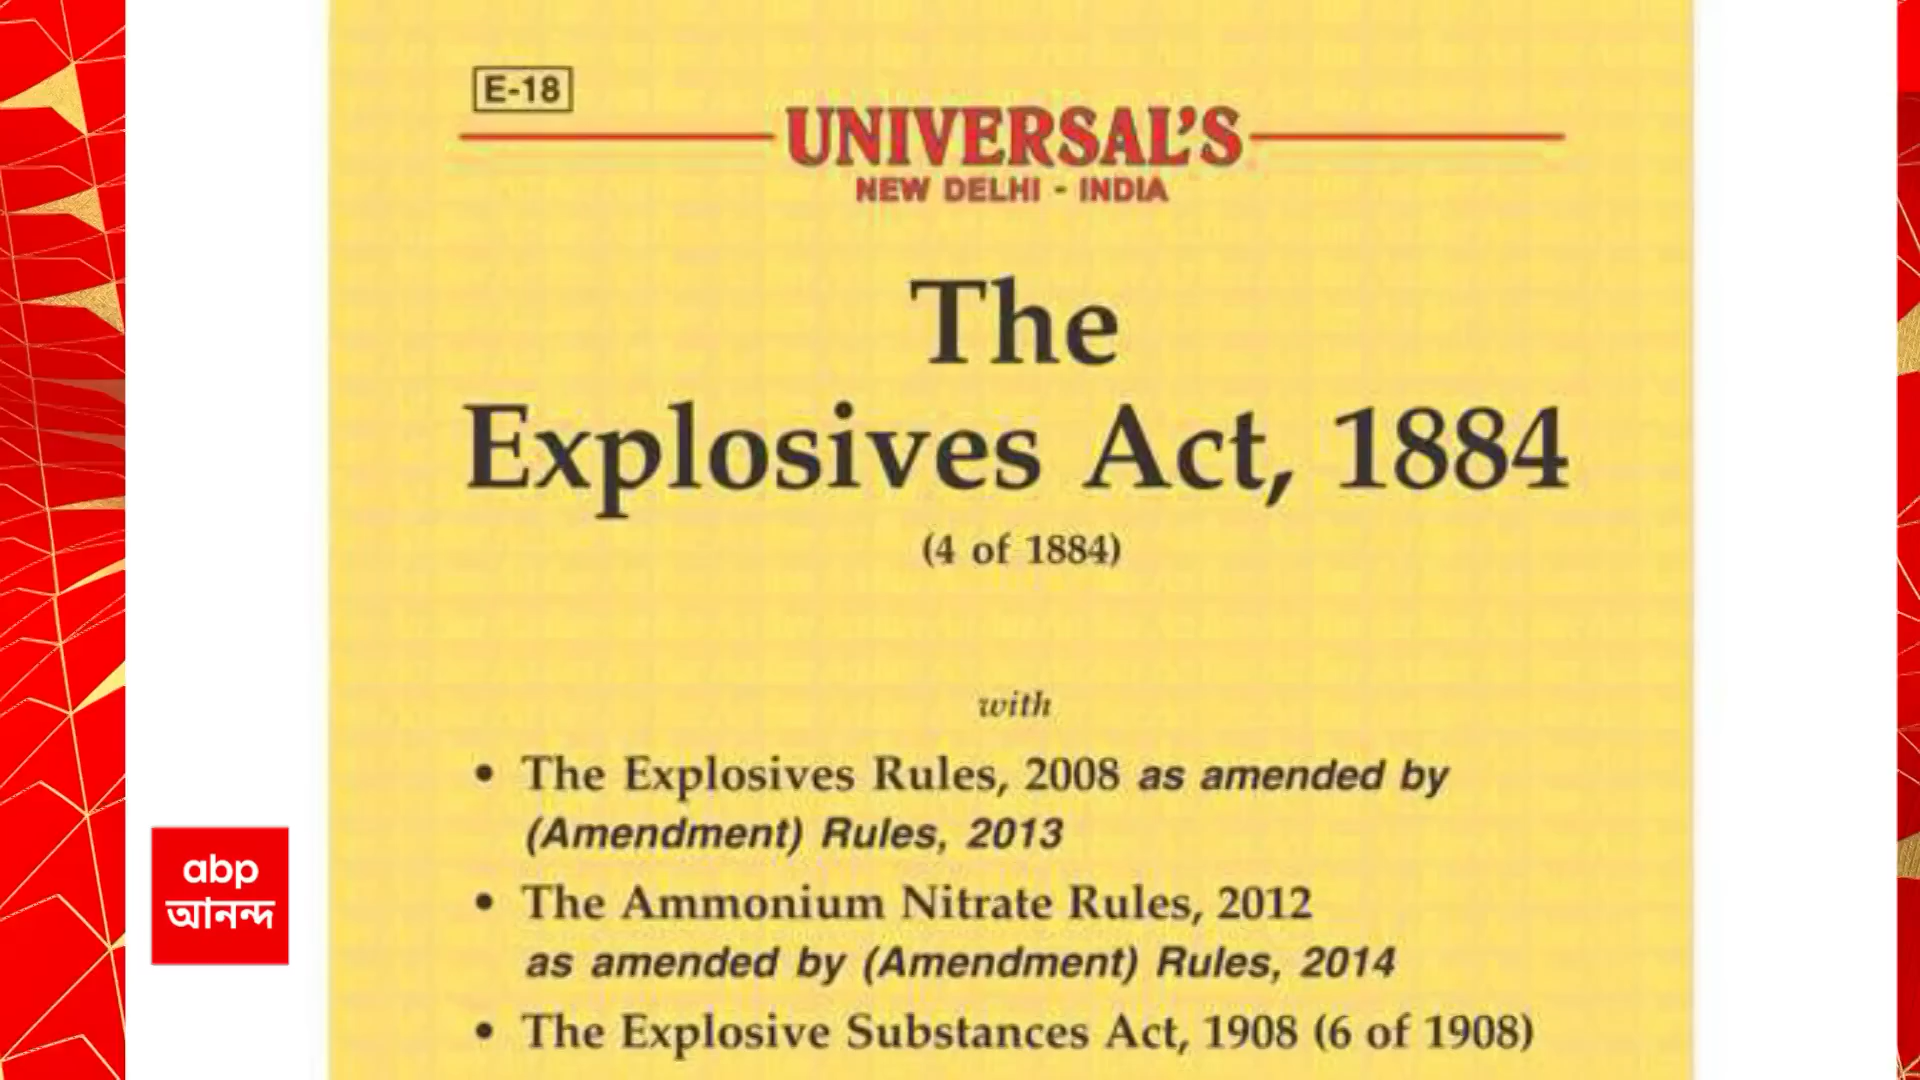 E-18
UNIVERSAL'S
NEW DELHI - INDIA
The
Explosives Act, 1884
(4 of 1884)
with
• The Explosives Rules, 2008 as amended by
(Amendment) Rules, 2013
• The Ammonium Nitrate Rules, 2012
as amended by (Amendment) Rules, 2014
• The Explosive Substances Act, 1908 (6 of 1908)
abp
আনন্দ